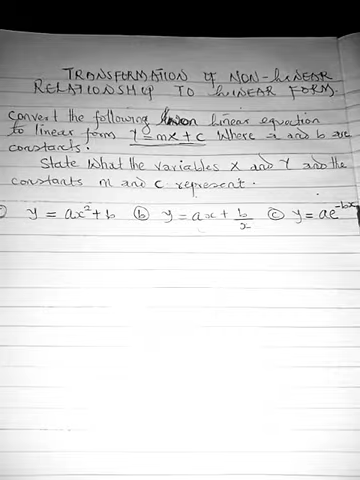 TRANSFORMATION OF NON-LINEAR
RELATIONSHIP TO LINEAR FORM.
Convert the following non linear equation
to linear form Y = mX + C Where a and b are
constants.
State What the variables X and Y and the
constants m and c represent.
y = ax² + b (b) y = ax + b/x (c) y = ae^-bx